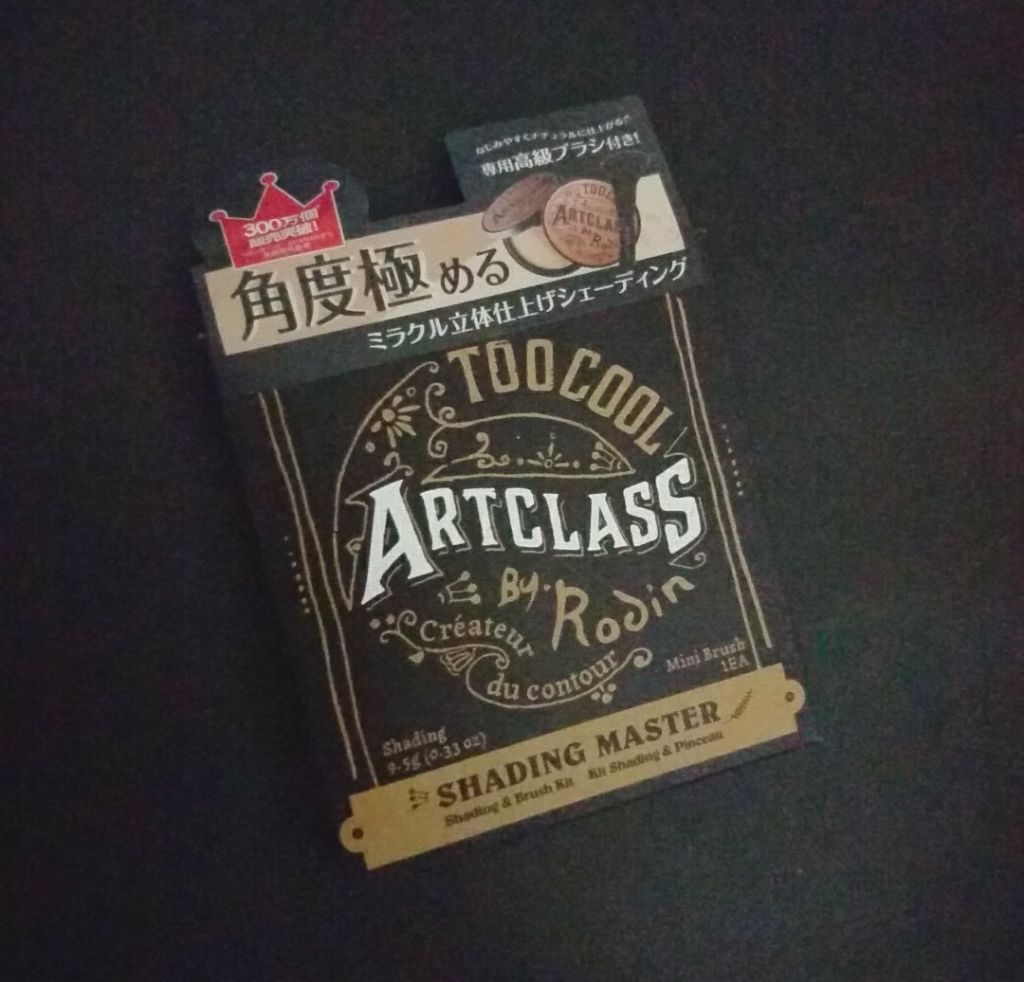 なじみやすくナチュラルに仕上がる!
専用高級ブラシ付き!
300万個
販売突破!
TOO
ARTCLASS
By Ro
角度極める
ミラクル立体仕上げシェーディング
TOO COOL
ARTCLASS
By. Rodin
Créateur
du contour
Mini Brush
1EA
Shading
9.5g (0.33 oz)
SHADING MASTER
Shading & Brush Kit Kit Shading & Pinceau